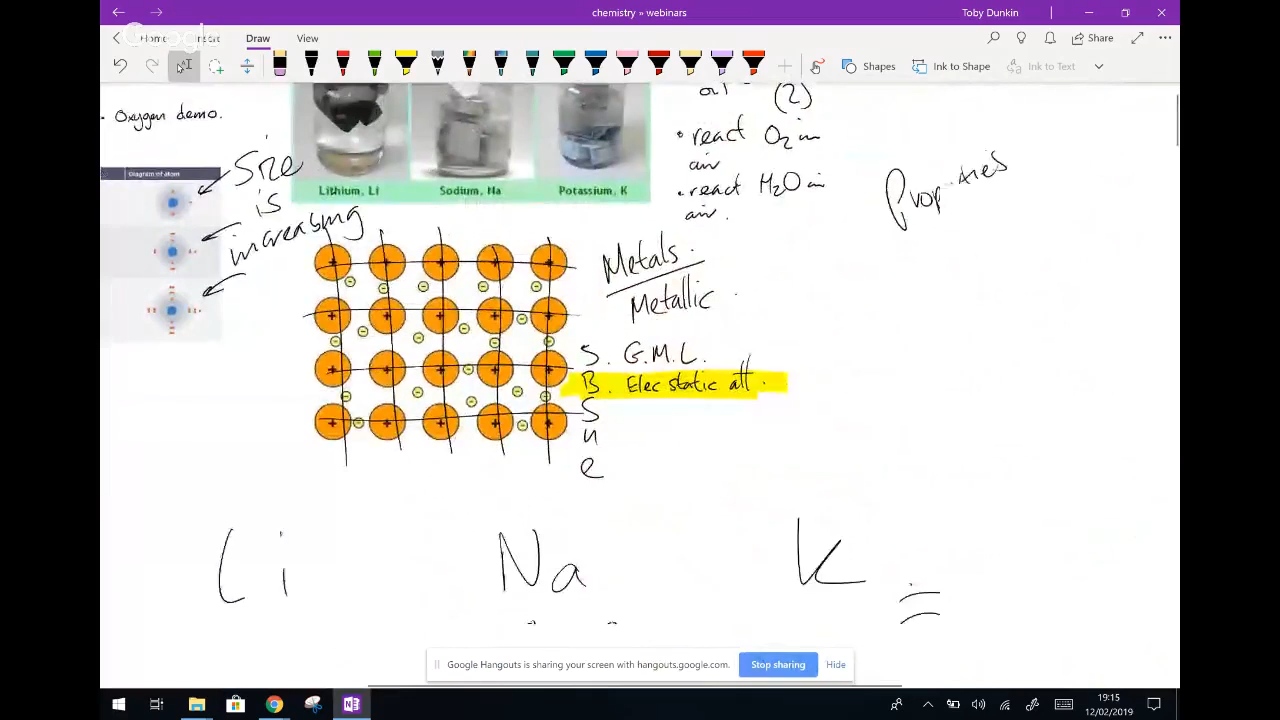 chemistry » webinars
Toby Dunkin
Google
Home
Draw
View
Share
Shapes
Ink to Shape
Ink to Text
• Oxygen demo.
Diagram of atom
Size
is
increasing
Lithium, Li
Sodium, Na
Potassium, K
(2)
• react O2 in
air
• react H2O in
air.
Properties
Metals.
Metallic
S. G.M.L.
B. Elec static att.
S
u
e
Li
Na
K
Google Hangouts is sharing your screen with hangouts.google.com.
Stop sharing
Hide
19:15
12/02/2019